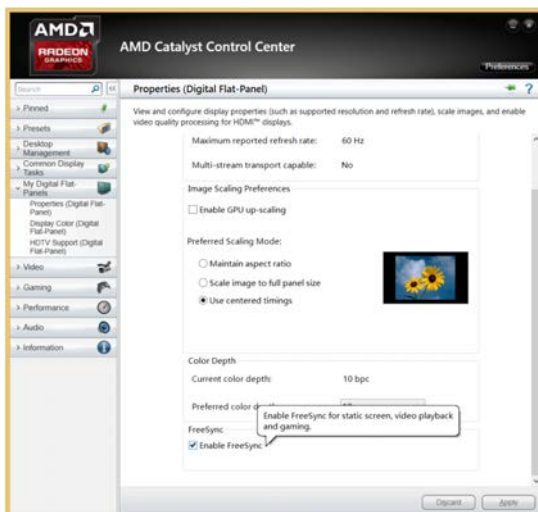 AMD
RADEON
GRAPHICS
AMD Catalyst Control Center
Preferences
Search
Properties (Digital Flat-Panel)
Pinned
Presets
Desktop
Management
Common Display
Tasks
My Digital Flat-
Panels
Properties (Digital Flat-
Panel)
Display Color (Digital
Flat-Panel)
HDTV Support (Digital
Flat-Panel)
Video
Gaming
Performance
Audio
Information
View and configure display properties (such as supported resolution and refresh rate), scale images, and enable
video quality processing for HDMI™ displays.
Maximum reported refresh rate: 60 Hz
Multi-stream transport capable: No
Image Scaling Preferences
Enable GPU up-scaling
Preferred Scaling Mode:
Maintain aspect ratio
Scale image to full panel size
Use centered timings
Color Depth
Current color depth: 10 bpc
Preferred color
Enable FreeSync for static screen, video playback
and gaming.
FreeSync
Enable FreeSync
Discard
Apply